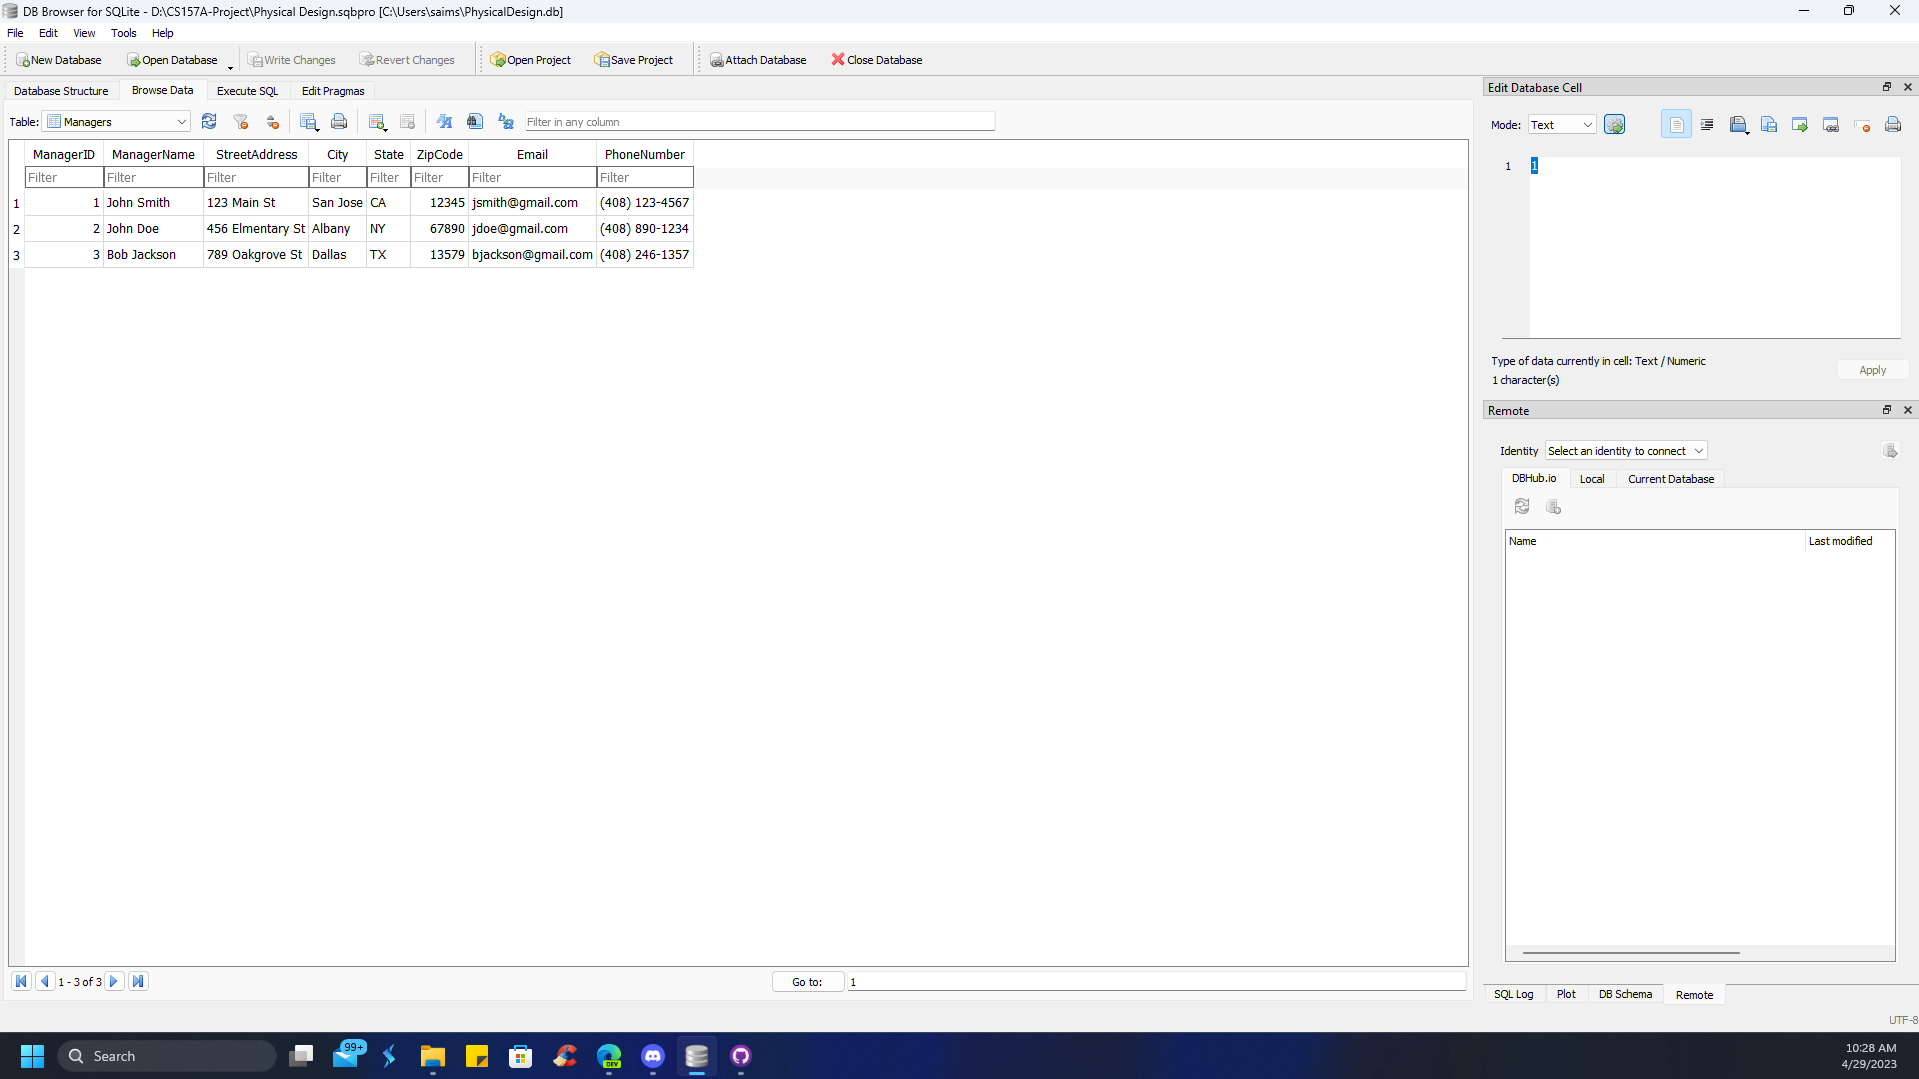 DB Browser for SQLite - D:\CS157A-Project\Physical Design.sqbpro [C:\Users\saims\PhysicalDesign.db]
File Edit View Tools Help
New Database Open Database Write Changes Revert Changes Open Project Save Project Attach Database Close Database
Database Structure Browse Data Execute SQL Edit Pragmas
Table: Managers Filter in any column
ManagerID ManagerName StreetAddress City State ZipCode Email PhoneNumber
Filter Filter Filter Filter Filter Filter Filter Filter
1 1 John Smith 123 Main St San Jose CA 12345 jsmith@gmail.com (408) 123-4567
2 2 John Doe 456 Elmentary St Albany NY 67890 jdoe@gmail.com (408) 890-1234
3 3 Bob Jackson 789 Oakgrove St Dallas TX 13579 bjackson@gmail.com (408) 246-1357
1 - 3 of 3 Go to: 1
Edit Database Cell
Mode: Text
1 1
Type of data currently in cell: Text / Numeric
1 character(s)
Apply
Remote
Identity Select an identity to connect
DBHub.io Local Current Database
Name Last modified
SQL Log Plot DB Schema Remote
UTF-8
Search 99+ DEV
10:28 AM
4/29/2023